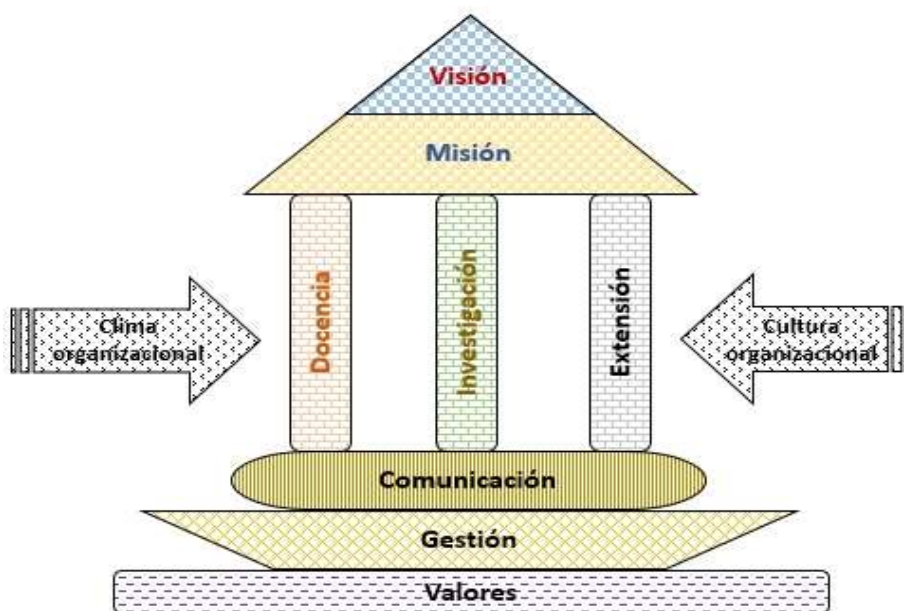 Visión
Misión
Docencia
Investigación
Extensión
Clima
organizacional
Cultura
organizacional
Comunicación
Gestión
Valores